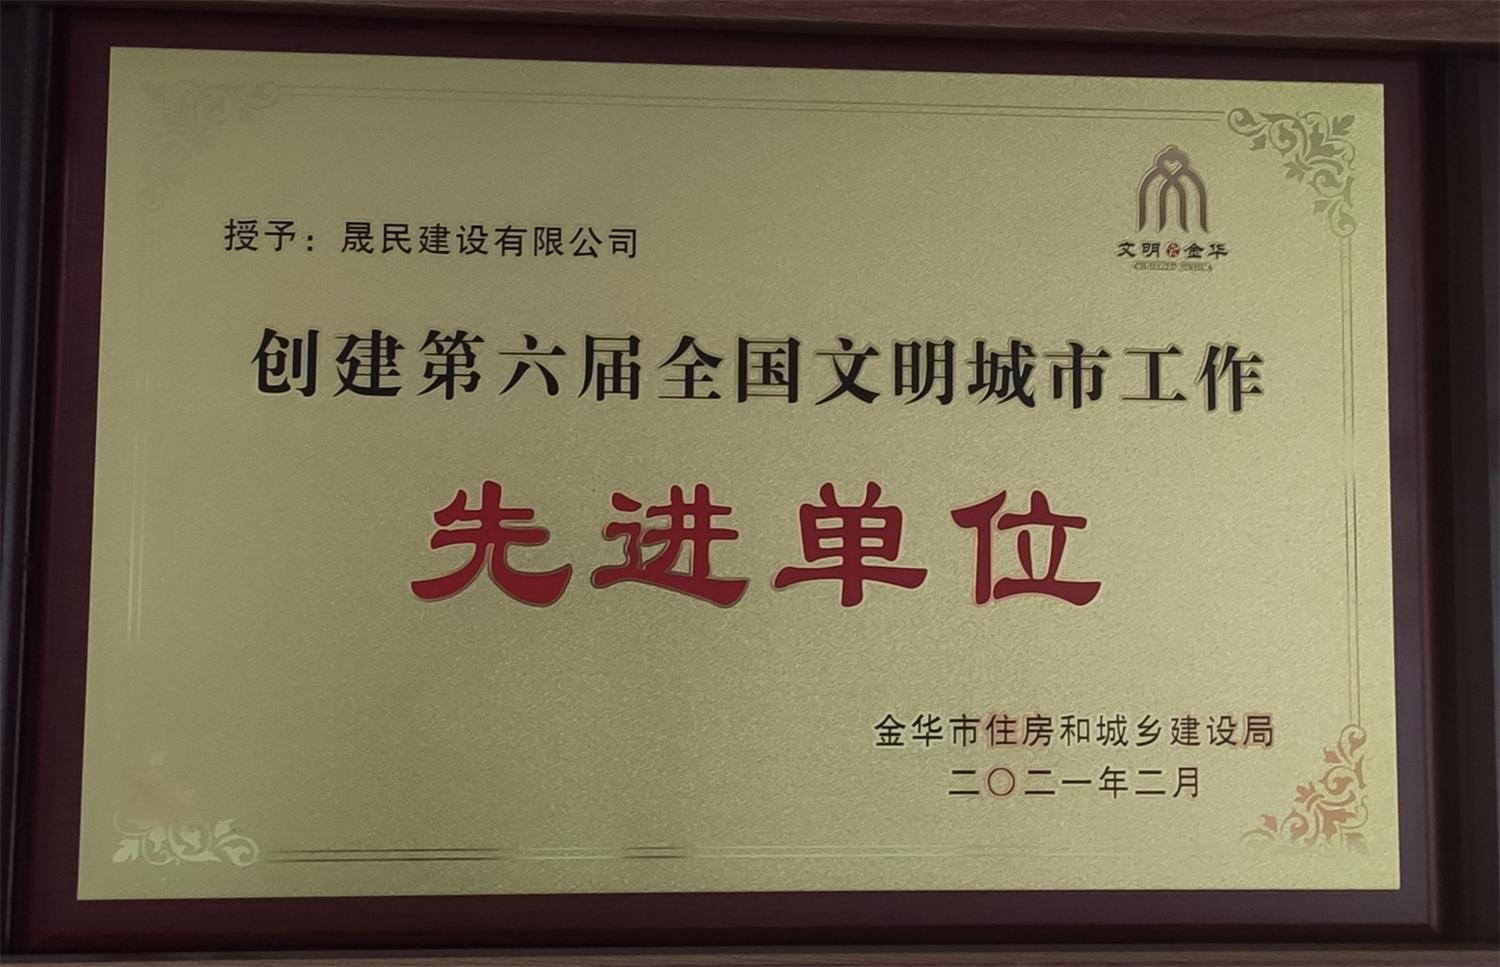 文明金华
CIVILIZED JINHUA
授予：晟民建设有限公司
创建第六届全国文明城市工作
先进单位
金华市住房和城乡建设局
二〇二一年二月